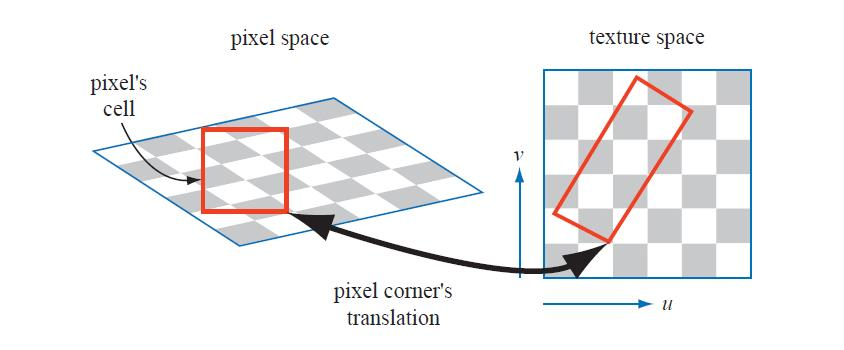 pixel space
texture space
pixel's
cell
v
pixel corner's
translation
u